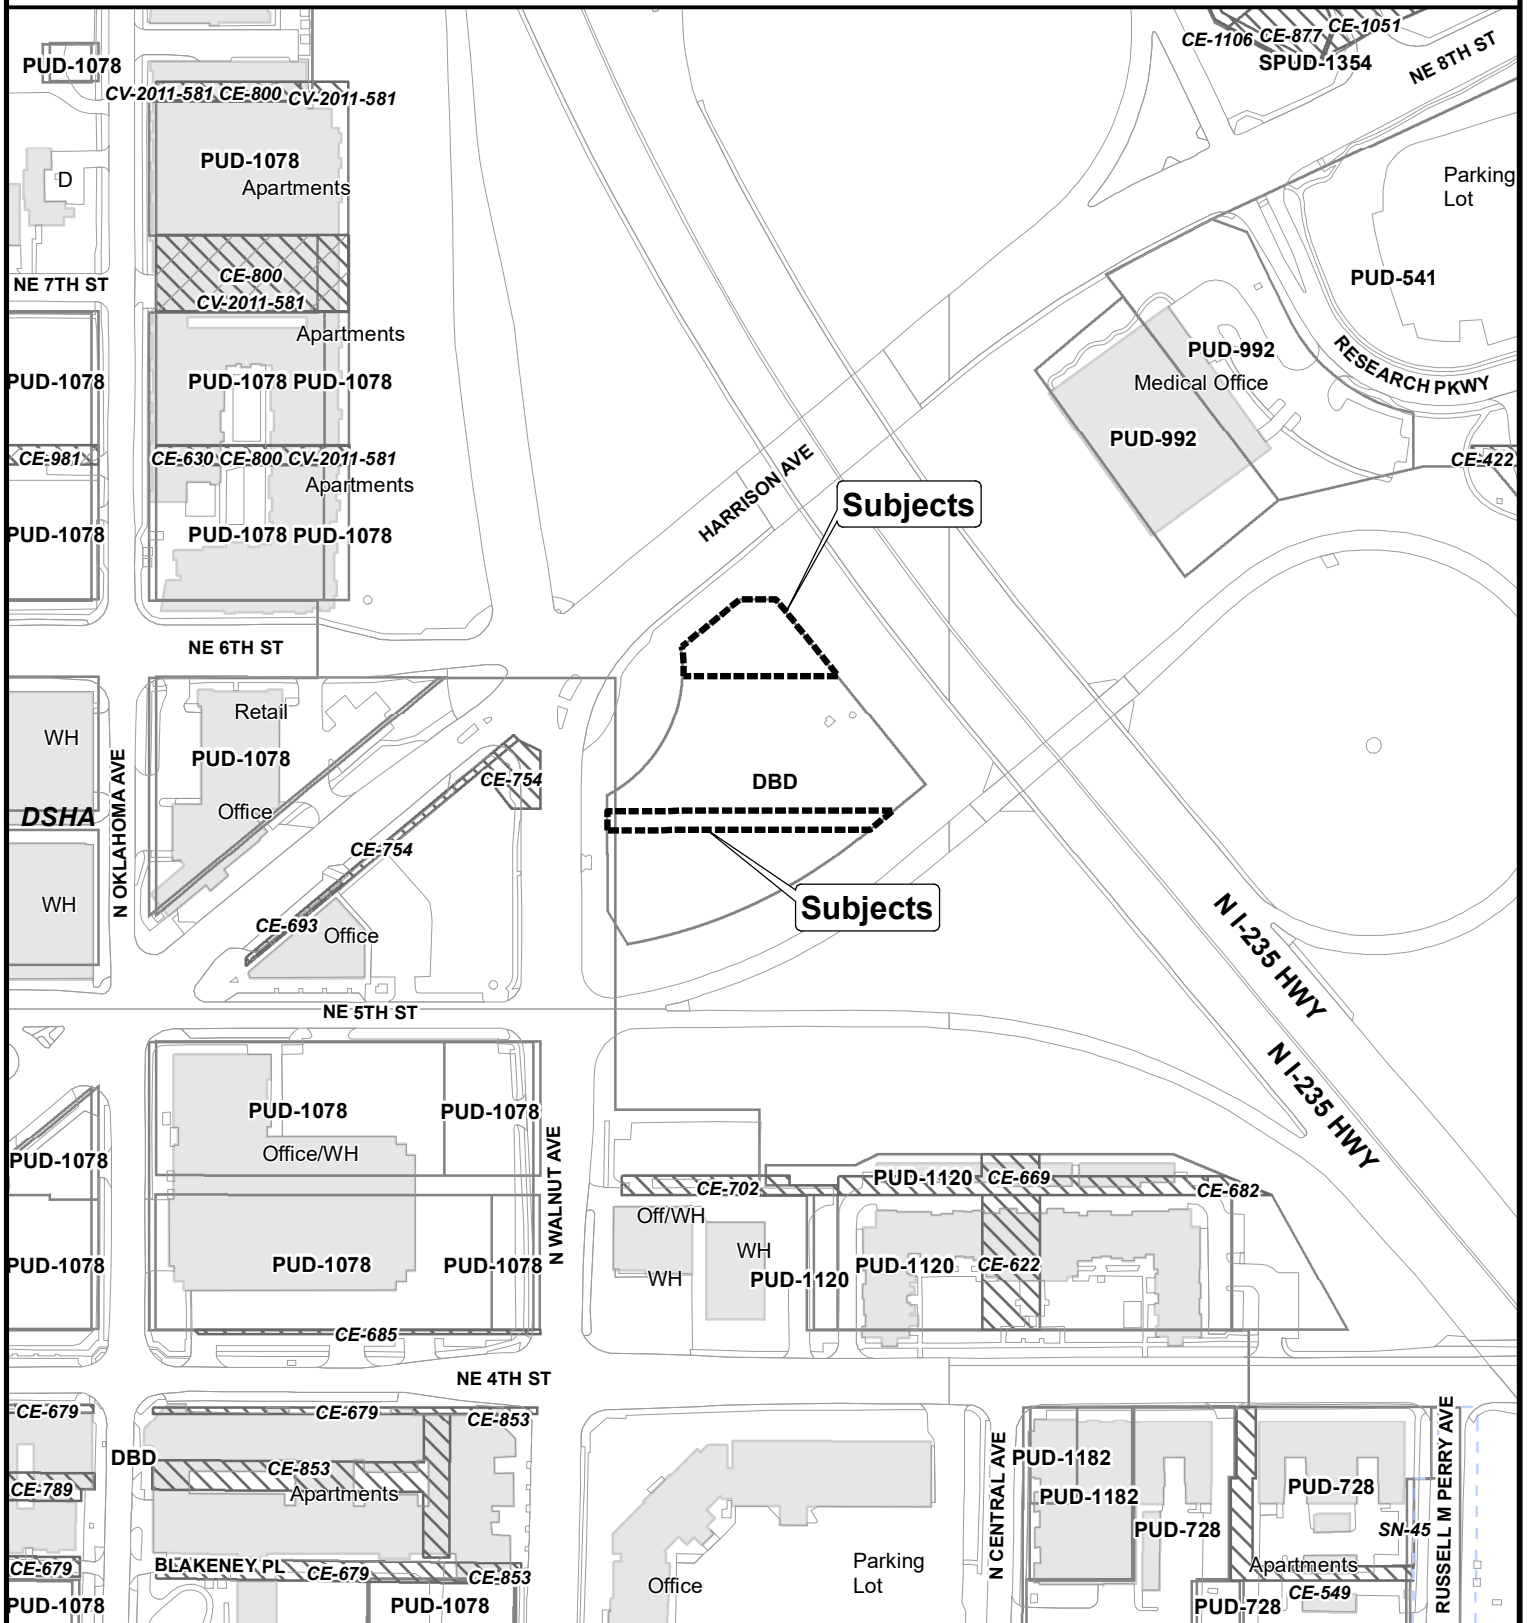 CE-1106 CE-877 CE-1051
SPUD-1354
NE 8TH ST
PUD-1078
CV-2011-581 CE-800 CV-2011-581
PUD-1078
Apartments
D
Parking
Lot
CE-800
CV-2011-581
NE 7TH ST
PUD-541
Apartments
PUD-1078
PUD-1078 PUD-1078
PUD-992
Medical Office
RESEARCH PKWY
PUD-992
CE-981
CE-630 CE-800 CV-2011-581
CE-422
Apartments
HARRISON AVE
Subjects
PUD-1078
PUD-1078 PUD-1078
NE 6TH ST
Retail
WH
PUD-1078
CE-754
DBD
N OKLAHOMA AVE
DSHA
Office
CE-754
WH
CE-693
Office
Subjects
N I-235 HWY
NE 5TH ST
N I-235 HWY
PUD-1078
PUD-1078
Office/WH
PUD-1078
N WALNUT AVE
CE-702
PUD-1120 CE-669
CE-682
Off/WH
WH
PUD-1078
PUD-1078
PUD-1078
WH
PUD-1120
PUD-1120
CE-622
CE-685
NE 4TH ST
CE-679
CE-679
CE-853
N CENTRAL AVE
RUSSELL M PERRY AVE
DBD
CE-853
PUD-1182
CE-789
Apartments
PUD-1182
PUD-728
PUD-728
SN-45
CE-679
BLAKENEY PL
CE-679
CE-853
Parking
Lot
Apartments
CE-549
PUD-1078
PUD-1078
Office
PUD-728